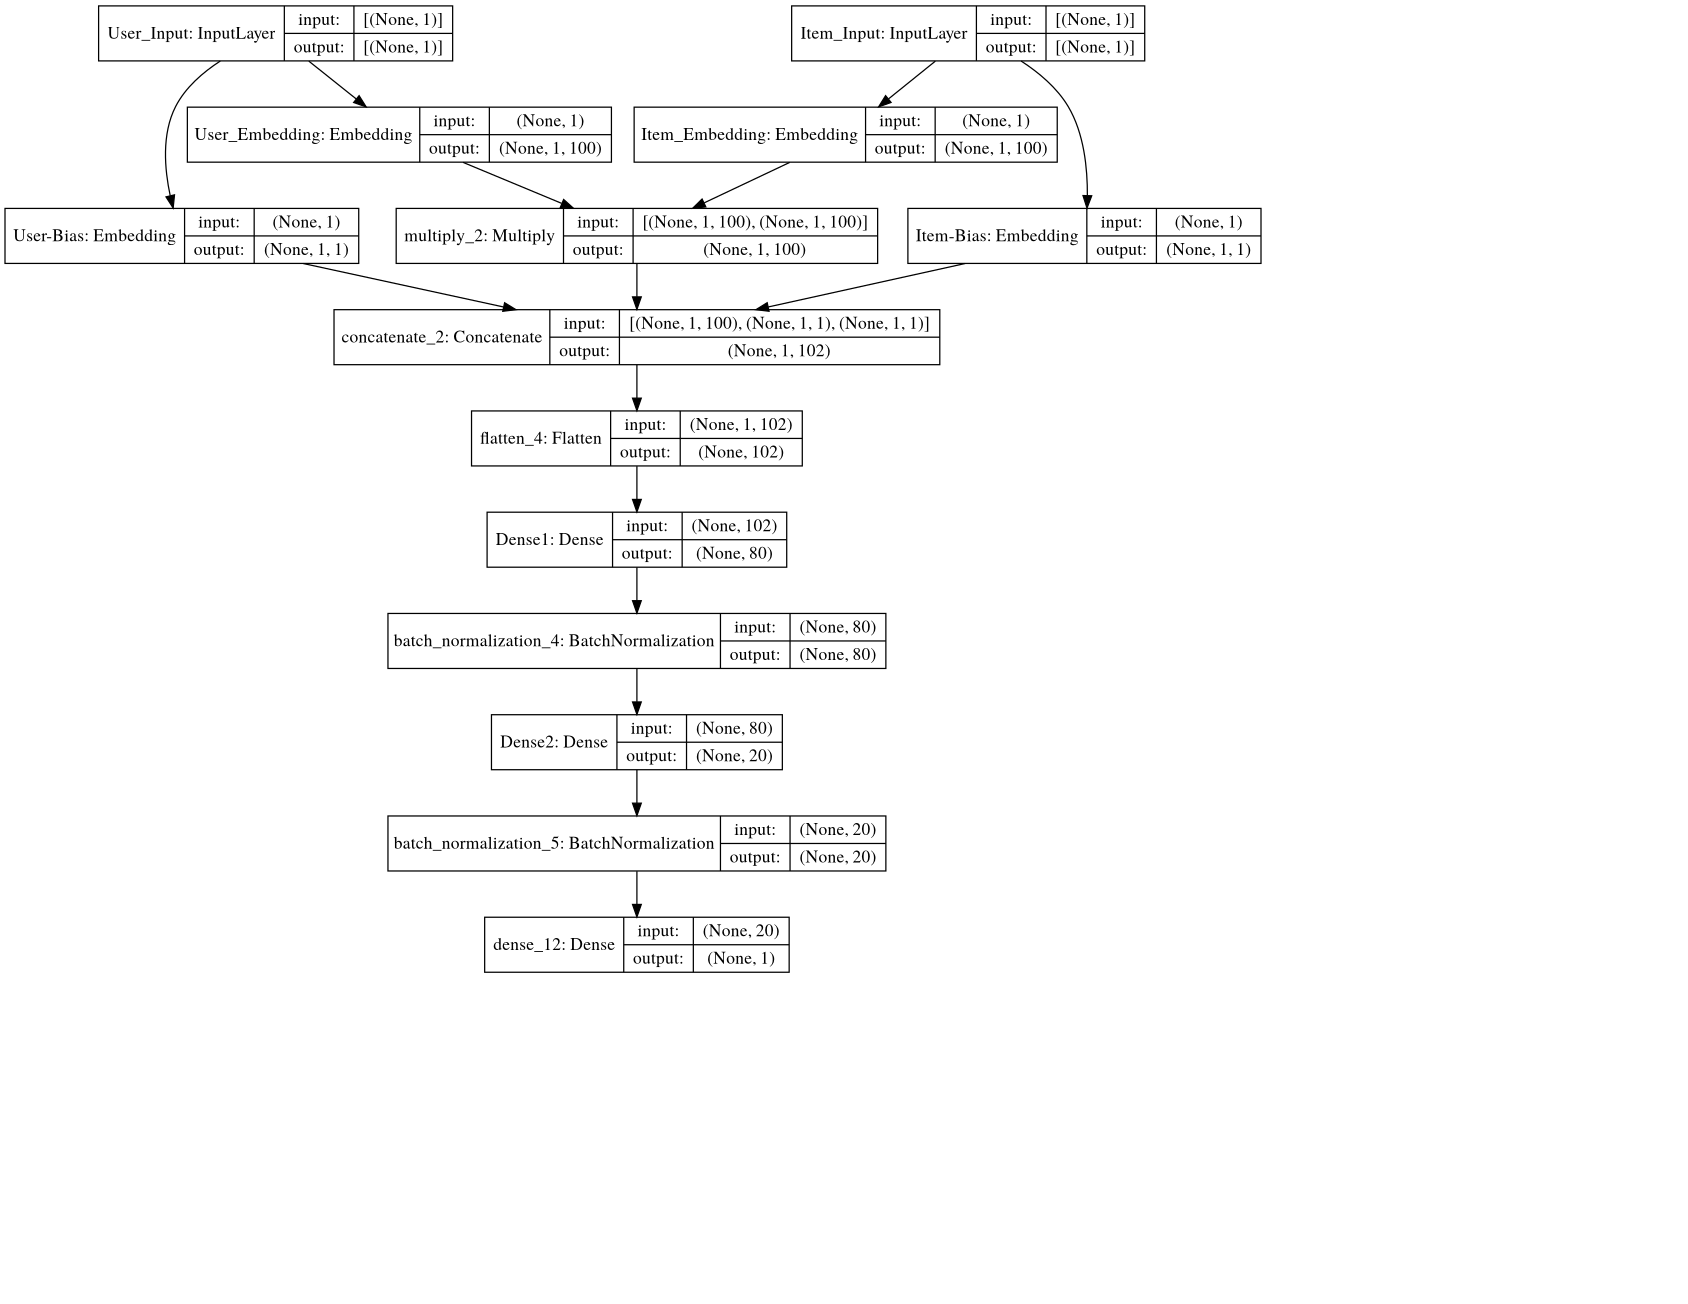 User_Input: InputLayer
input:
[(None, 1)]
output:
[(None, 1)]
Item_Input: InputLayer
input:
[(None, 1)]
output:
[(None, 1)]
User_Embedding: Embedding
input:
(None, 1)
output:
(None, 1, 100)
Item_Embedding: Embedding
input:
(None, 1)
output:
(None, 1, 100)
User-Bias: Embedding
input:
(None, 1)
output:
(None, 1, 1)
multiply_2: Multiply
input:
[(None, 1, 100), (None, 1, 100)]
output:
(None, 1, 100)
Item-Bias: Embedding
input:
(None, 1)
output:
(None, 1, 1)
concatenate_2: Concatenate
input:
[(None, 1, 100), (None, 1, 1), (None, 1, 1)]
output:
(None, 1, 102)
flatten_4: Flatten
input:
(None, 1, 102)
output:
(None, 102)
Dense1: Dense
input:
(None, 102)
output:
(None, 80)
batch_normalization_4: BatchNormalization
input:
(None, 80)
output:
(None, 80)
Dense2: Dense
input:
(None, 80)
output:
(None, 20)
batch_normalization_5: BatchNormalization
input:
(None, 20)
output:
(None, 20)
dense_12: Dense
input:
(None, 20)
output:
(None, 1)